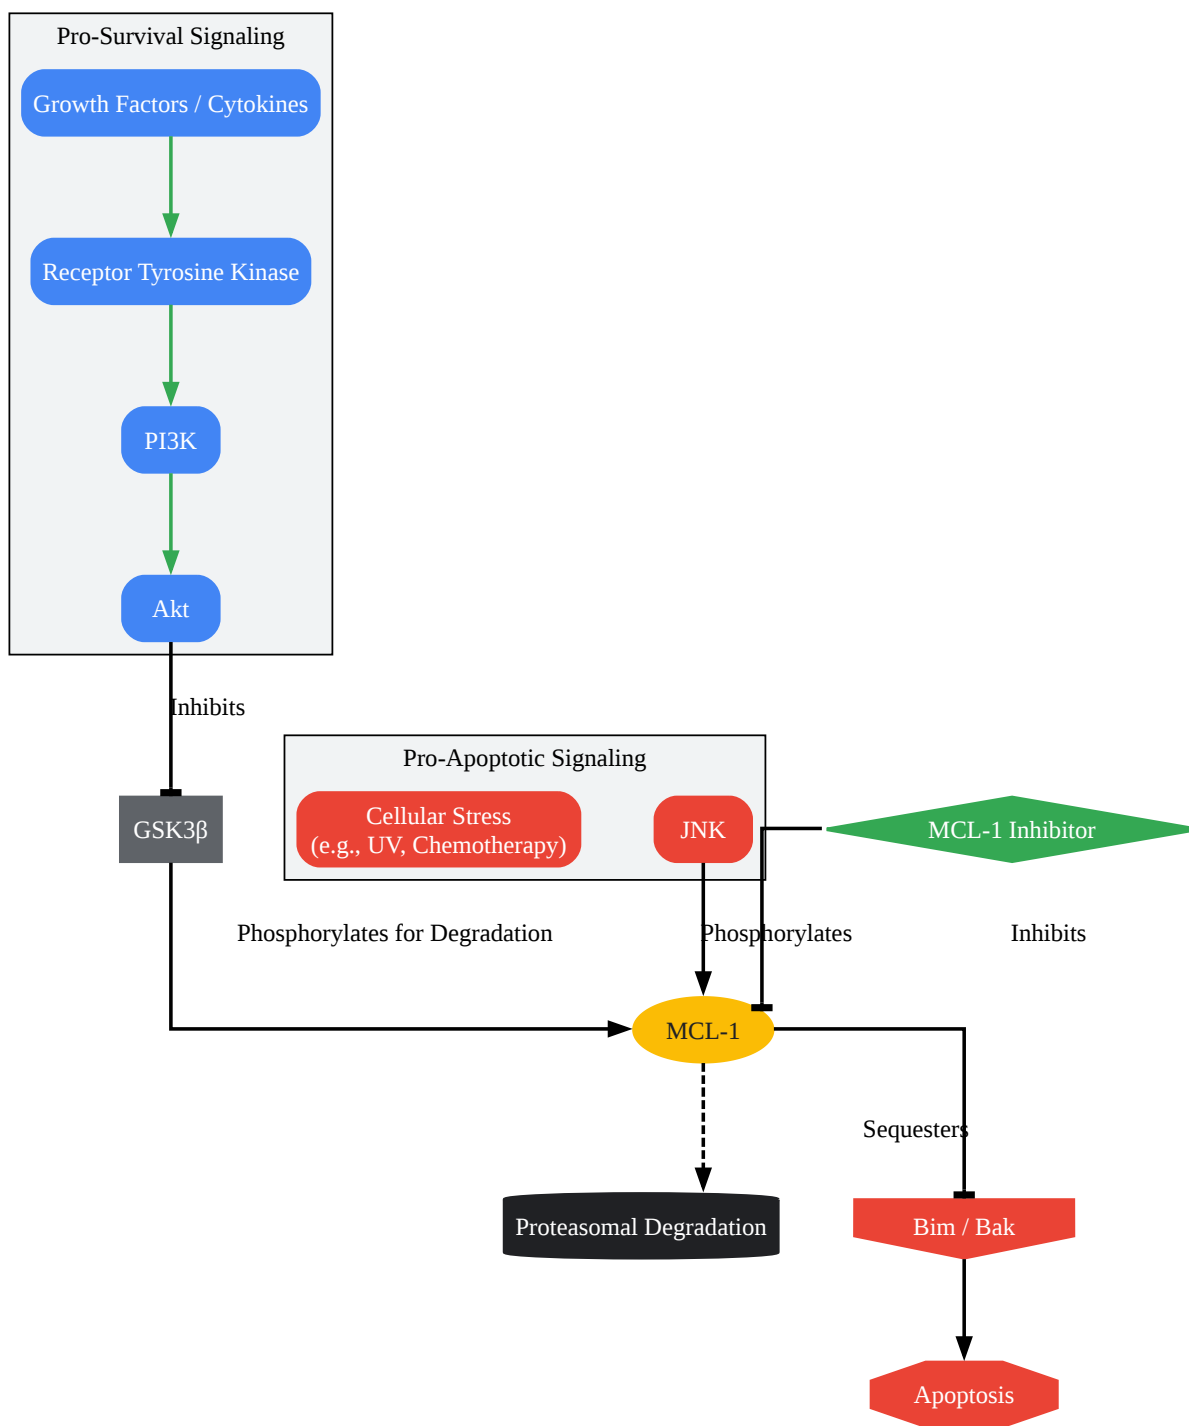 Pro-Survival Signaling
Growth Factors / Cytokines
Receptor Tyrosine Kinase
PI3K
Akt
Inhibits
Pro-Apoptotic Signaling
GSK3β
Cellular Stress
(e.g., UV, Chemotherapy)
JNK
MCL-1 Inhibitor
Phosphorylates for Degradation
Phosphorylates
Inhibits
MCL-1
Sequesters
Proteasomal Degradation
Bim / Bak
Apoptosis